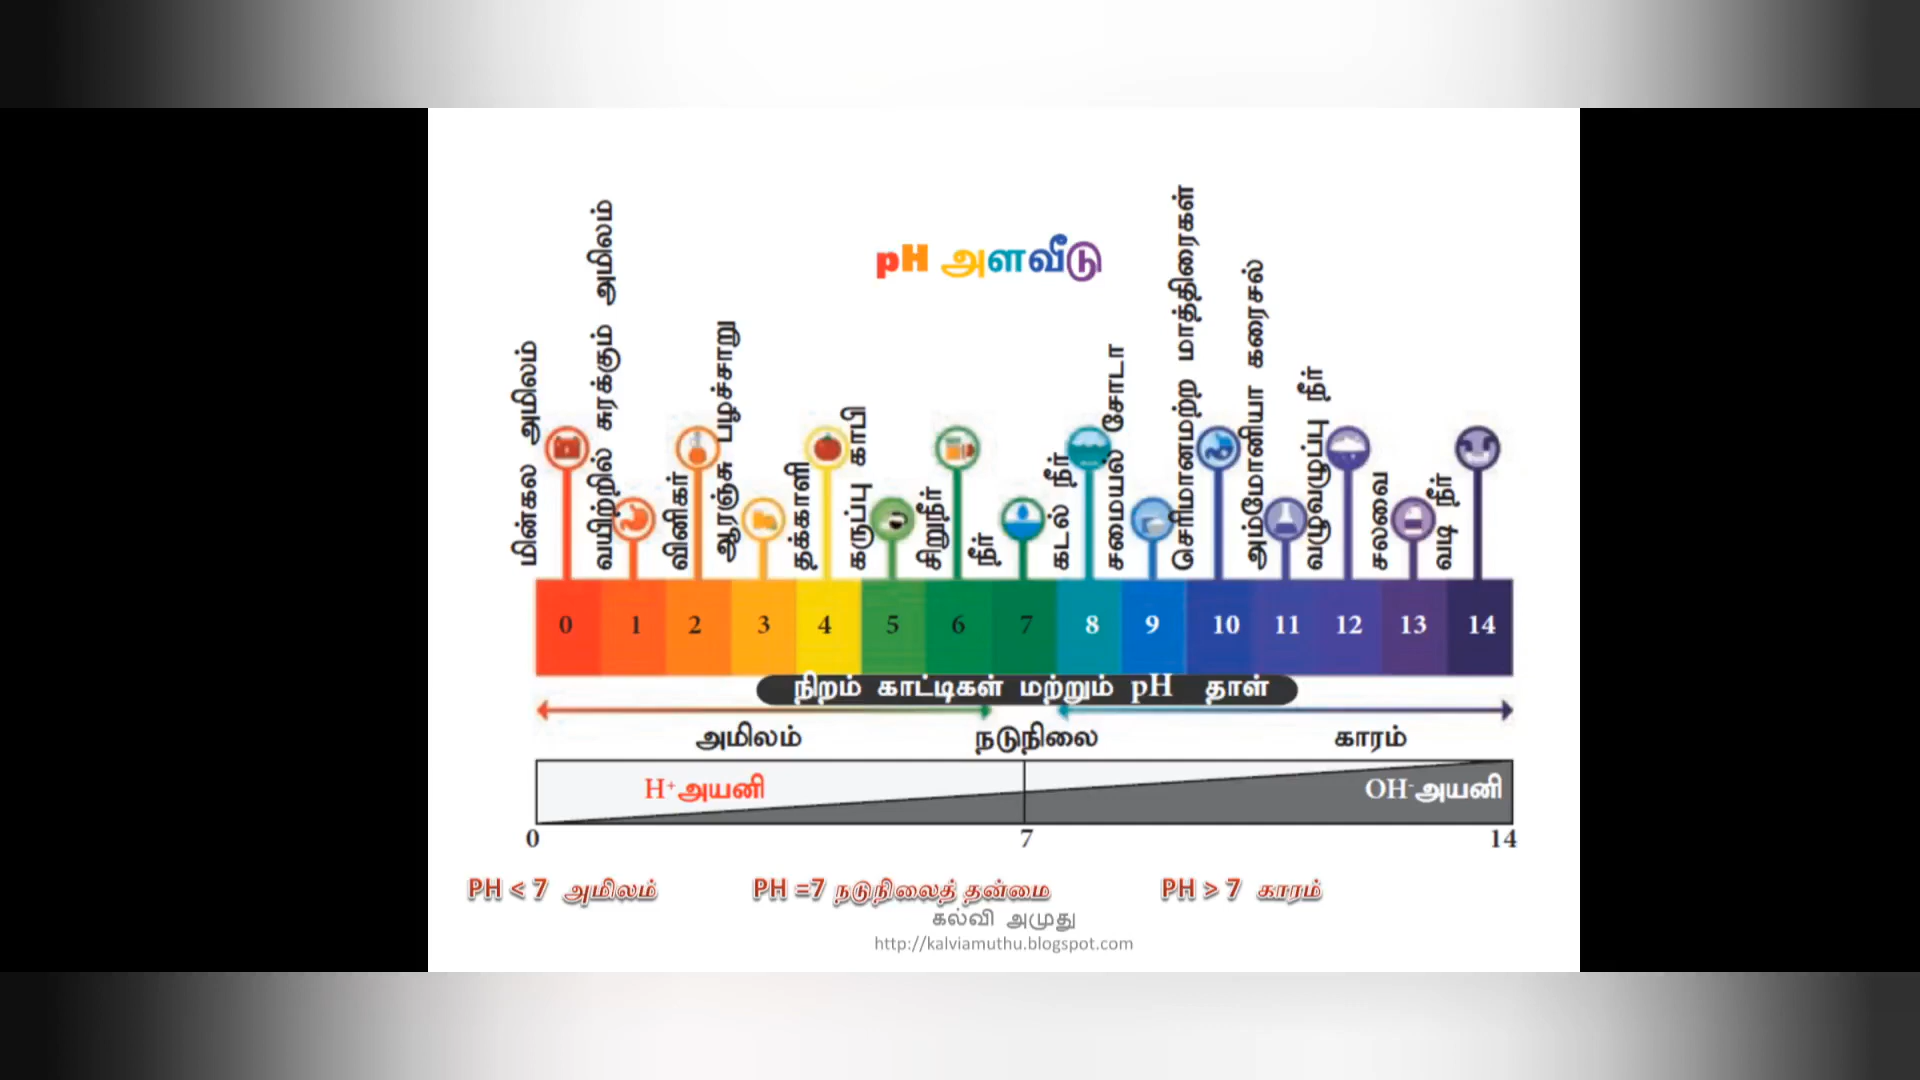 pH அளவீடு
மின்கல அமிலம்
வயிற்றில் சுரக்கும் அமிலம்
வினிகர்
ஆரஞ்சு பழச்சாறு
தக்காளி
கருப்பு காபி
சிறுநீர்
நீர்
கடல் நீர்
சமையல் சோடா
செரிமானமற்ற மாத்திரைகள்
அம்மோனியா கரைசல்
வழுவழுப்பு நீர்
சலவை
வடி நீர்
0 1 2 3 4 5 6 7 8 9 10 11 12 13 14
நிறம் காட்டிகள் மற்றும் pH தாள்
அமிலம் நடுநிலை காரம்
H⁺அயனி OH⁻அயனி
0 7 14
PH < 7 அமிலம் PH =7 நடுநிலைத் தன்மை PH > 7 காரம்
கல்வி அமுது
http://kalviamuthu.blogspot.com